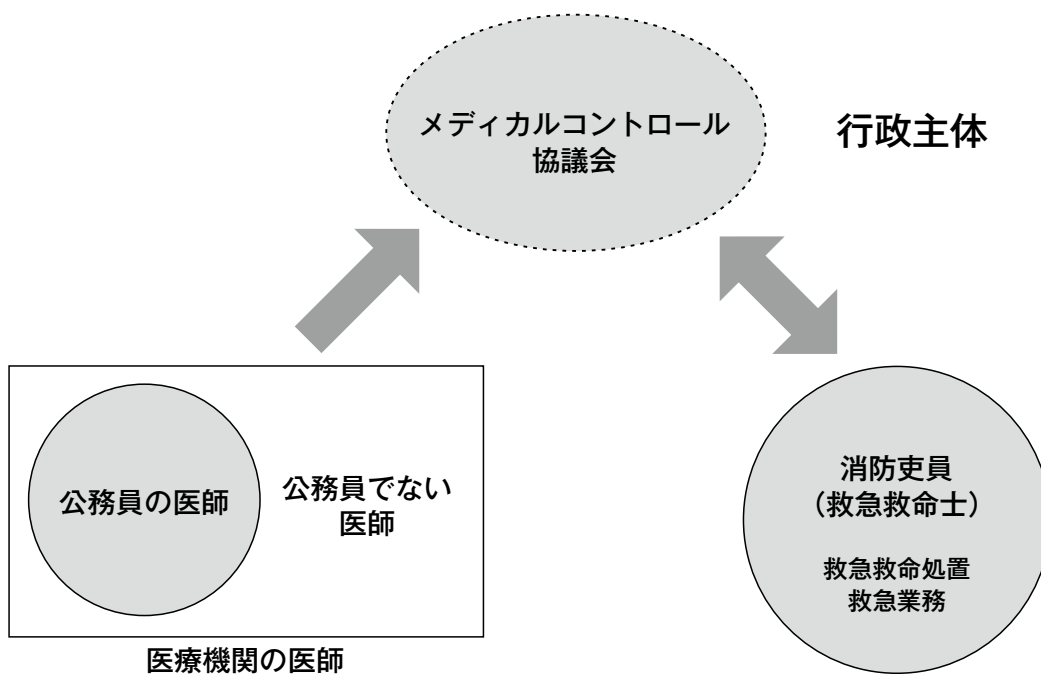 メディカルコントロール
協議会
行政主体
公務員の医師
公務員でない
医師
医療機関の医師
消防吏員
（救急救命士）
救急救命処置
救急業務